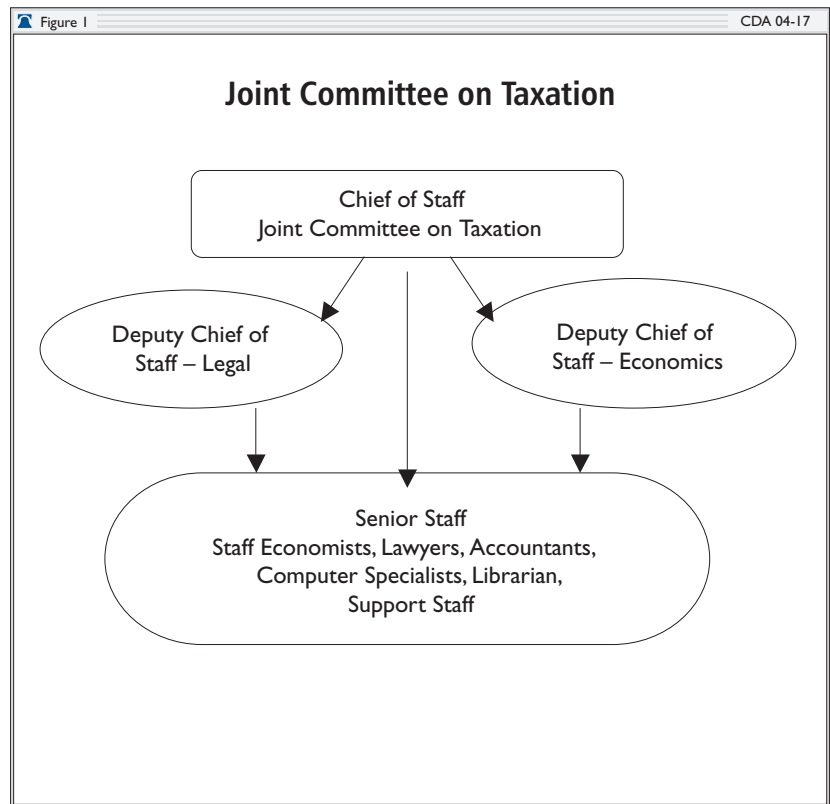 Figure 1
CDA 04-17
Joint Committee on Taxation
Chief of Staff
Joint Committee on Taxation
Deputy Chief of
Staff – Legal
Deputy Chief of
Staff – Economics
Senior Staff
Staff Economists, Lawyers, Accountants,
Computer Specialists, Librarian,
Support Staff